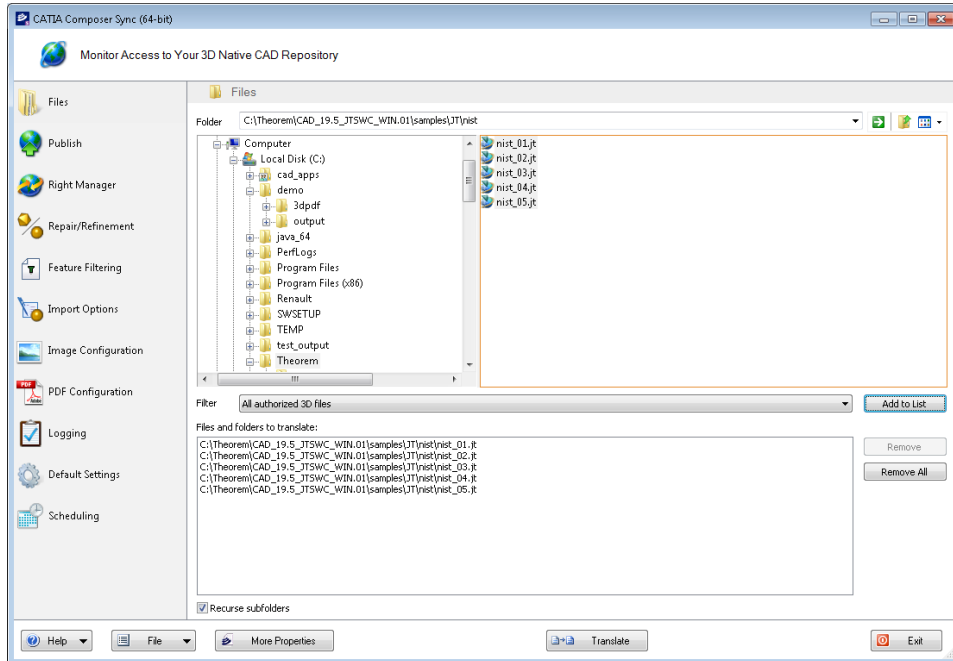 CATIA Composer Sync (64-bit)
Monitor Access to Your 3D Native CAD Repository
Files
Publish
Right Manager
Repair/Refinement
Feature Filtering
Import Options
Image Configuration
PDF
Adobe
PDF Configuration
Logging
Default Settings
Scheduling
Files
Folder C:\Theorem\CAD_19.5_JTSWC_WIN.01\samples\JT\nist
Computer
Local Disk (C:)
cad_apps
demo
3dpdf
output
java_64
PerfLogs
Program Files
Program Files (x86)
Renault
SWSETUP
TEMP
test_output
Theorem
nist_01.jt
nist_02.jt
nist_03.jt
nist_04.jt
nist_05.jt
Filter All authorized 3D files Add to List
Files and folders to translate:
C:\Theorem\CAD_19.5_JTSWC_WIN.01\samples\JT\nist\nist_01.jt
C:\Theorem\CAD_19.5_JTSWC_WIN.01\samples\JT\nist\nist_02.jt
C:\Theorem\CAD_19.5_JTSWC_WIN.01\samples\JT\nist\nist_03.jt
C:\Theorem\CAD_19.5_JTSWC_WIN.01\samples\JT\nist\nist_04.jt
C:\Theorem\CAD_19.5_JTSWC_WIN.01\samples\JT\nist\nist_05.jt
Remove
Remove All
Recurse subfolders
Help File More Properties Translate Exit